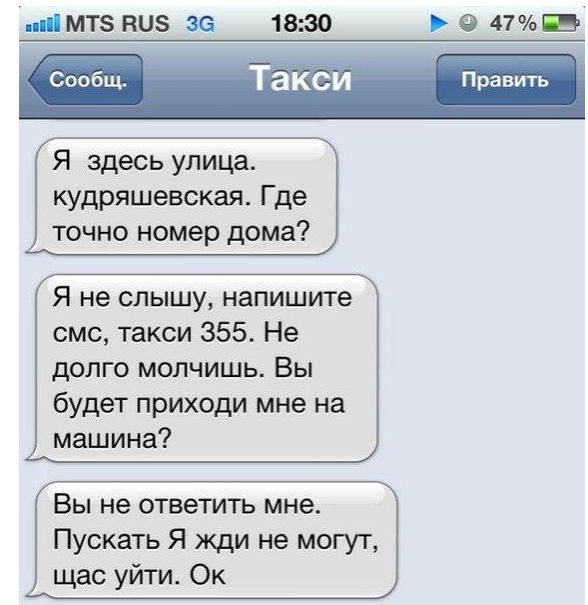 MTS RUS 3G 18:30 47%
Сообщ. Такси Править
Я здесь улица.
кудряшевская. Где
точно номер дома?
Я не слышу, напишите
смс, такси 355. Не
долго молчишь. Вы
будет приходи мне на
машина?
Вы не ответить мне.
Пускать Я жди не могут,
щас уйти. Ок